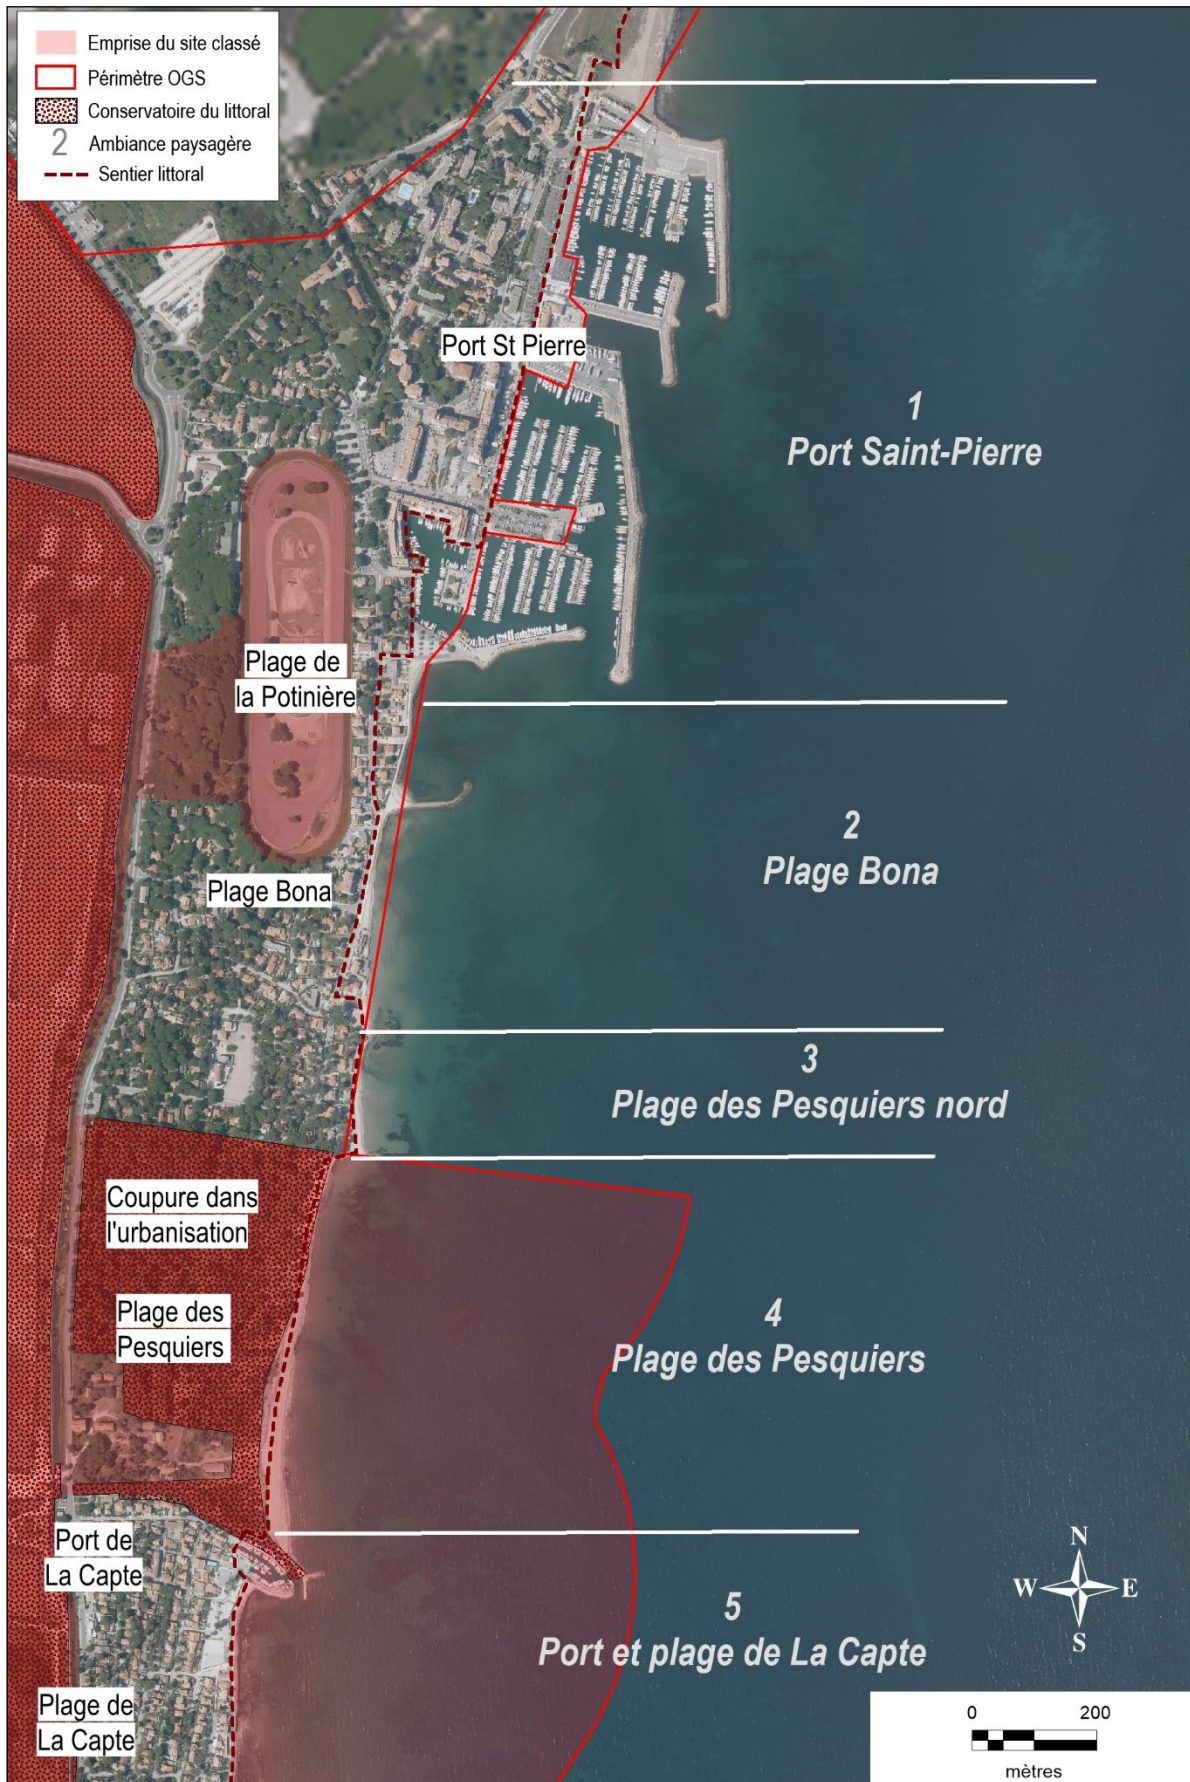 Emprise du site classé
Périmètre OGS
Conservatoire du littoral
2 Ambiance paysagère
Sentier littoral
Port St Pierre
1
Port Saint-Pierre
Plage de
la Potinière
2
Plage Bona
Plage Bona
3
Plage des Pesquiers nord
Coupure dans
l'urbanisation
Plage des
Pesquiers
4
Plage des Pesquiers
Port de
La Capte
5
Port et plage de La Capte
N
W E
S
Plage de
La Capte
0 200
mètres